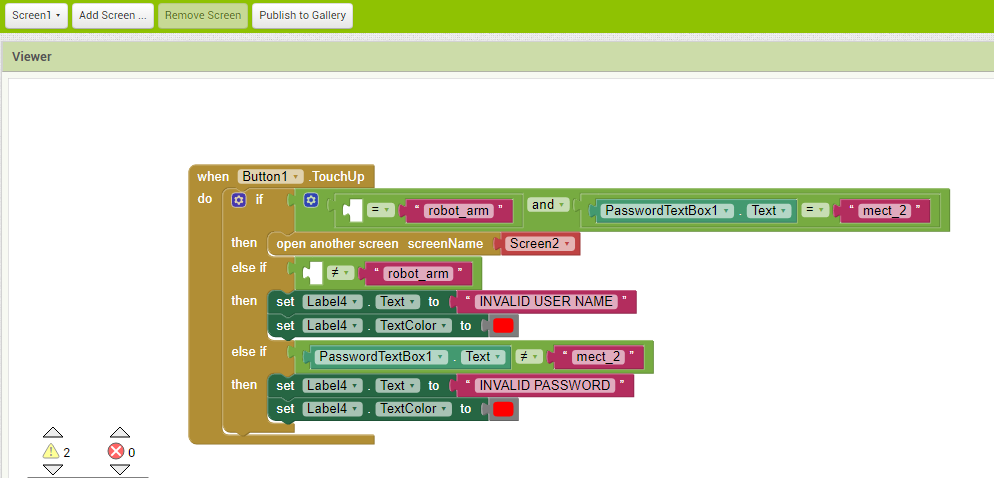 Screen1 Add Screen ... Remove Screen Publish to Gallery
Viewer
when Button1 .TouchUp
do if = “ robot_arm ” and PasswordTextBox1 . Text = “ mect_2 ”
then open another screen screenName Screen2
else if ≠ “ robot_arm ”
then set Label4 . Text to “ INVALID USER NAME ”
set Label4 . TextColor to
else if PasswordTextBox1 . Text ≠ “ mect_2 ”
then set Label4 . Text to “ INVALID PASSWORD ”
set Label4 . TextColor to
2 0